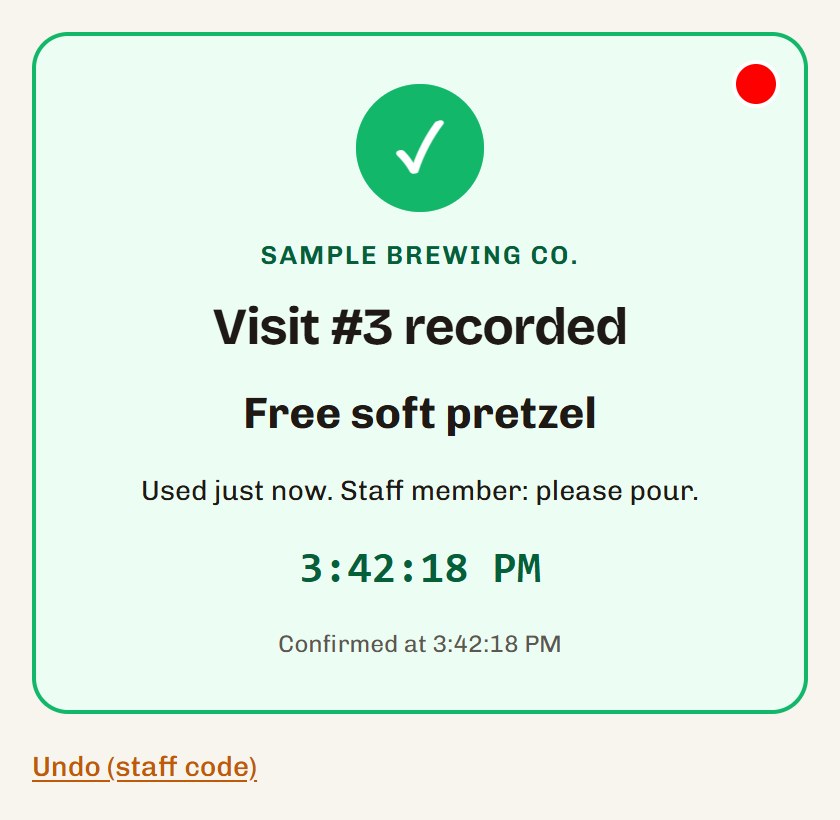 SAMPLE BREWING CO.
Visit #3 recorded
Free soft pretzel
Used just now. Staff member: please pour.
3:42:18 PM
Confirmed at 3:42:18 PM
Undo (staff code)